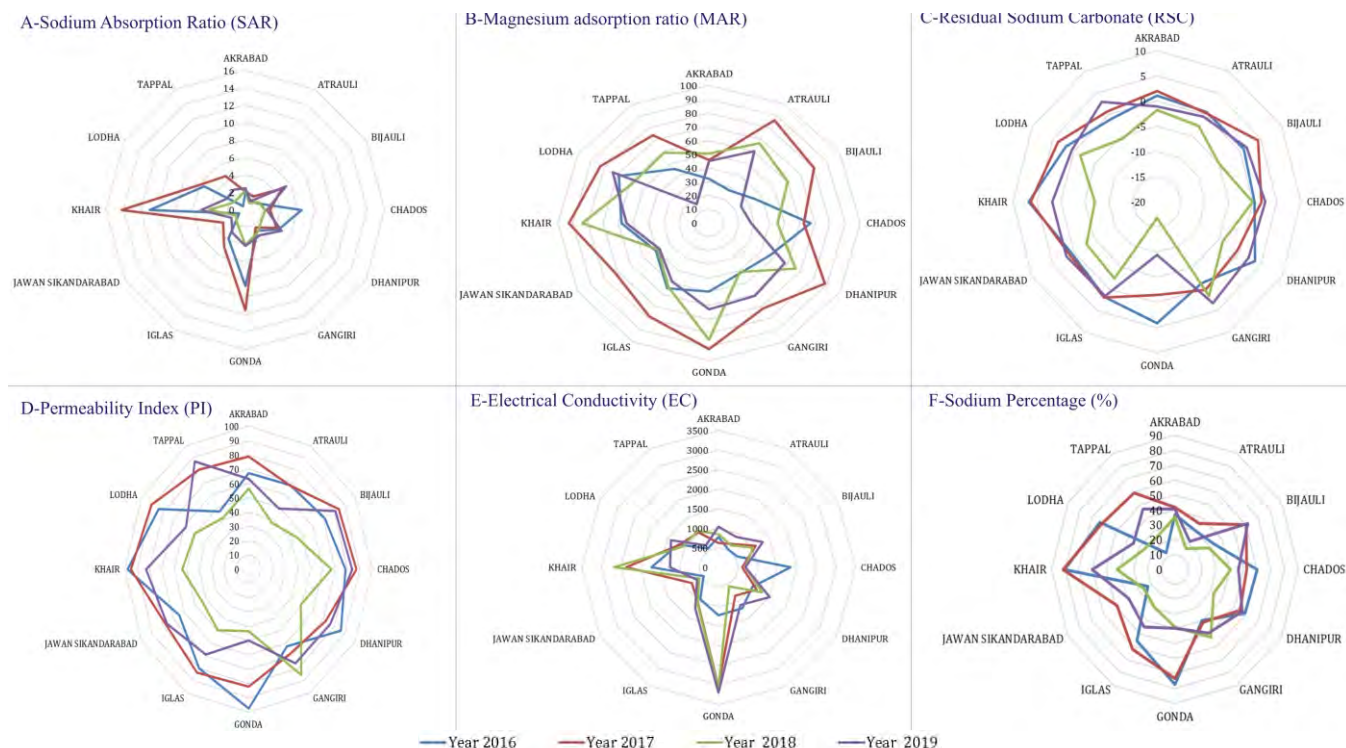 A-Sodium Absorption Ratio (SAR)
AKRABAD
16
14
12
10
8
6
4
2
0
ATRAULI
BIJAULI
CHADOS
DHANIPUR
GANGIRI
GONDA
IGLAS
JAWAN SIKANDARABAD
KHAIR
LODHA
TAPPAL
B-Magnesium adsorption ratio (MAR)
AKRABAD
100
90
80
70
60
50
40
30
20
10
0
ATRAULI
BIJAULI
CHADOS
DHANIPUR
GANGIRI
GONDA
IGLAS
JAWAN SIKANDARABAD
KHAIR
LODHA
TAPPAL
C-Residual Sodium Carbonate (RSC)
AKRABAD
10
5
0
-5
-10
-15
-20
ATRAULI
BIJAULI
CHADOS
DHANIPUR
GANGIRI
GONDA
IGLAS
JAWAN SIKANDARABAD
KHAIR
LODHA
TAPPAL
D-Permeability Index (PI)
AKRABAD
100
90
80
70
60
50
40
30
20
10
0
ATRAULI
BIJAULI
CHADOS
DHANIPUR
GANGIRI
GONDA
IGLAS
JAWAN SIKANDARABAD
KHAIR
LODHA
TAPPAL
E-Electrical Conductivity (EC)
AKRABAD
3500
3000
2500
2000
1500
1000
500
0
ATRAULI
BIJAULI
CHADOS
DHANIPUR
GANGIRI
GONDA
IGLAS
JAWAN SIKANDARABAD
KHAIR
LODHA
TAPPAL
F-Sodium Percentage (%)
AKRABAD
90
80
70
60
50
40
30
20
10
0
ATRAULI
BIJAULI
CHADOS
DHANIPUR
GANGIRI
GONDA
IGLAS
JAWAN SIKANDARABAD
KHAIR
LODHA
TAPPAL
Year 2016
Year 2017
Year 2018
Year 2019